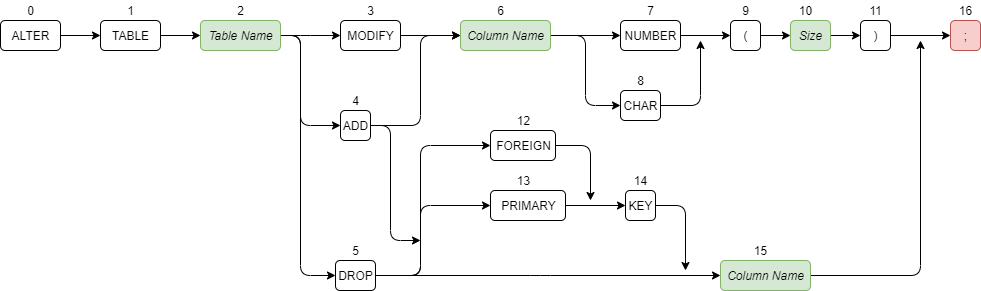 0 1 2 3 6 7 9 10 11 16
ALTER TABLE Table Name MODIFY Column Name NUMBER ( Size ) ;
4 8
ADD CHAR
12
FOREIGN
13 14
PRIMARY KEY
5 15
DROP Column Name